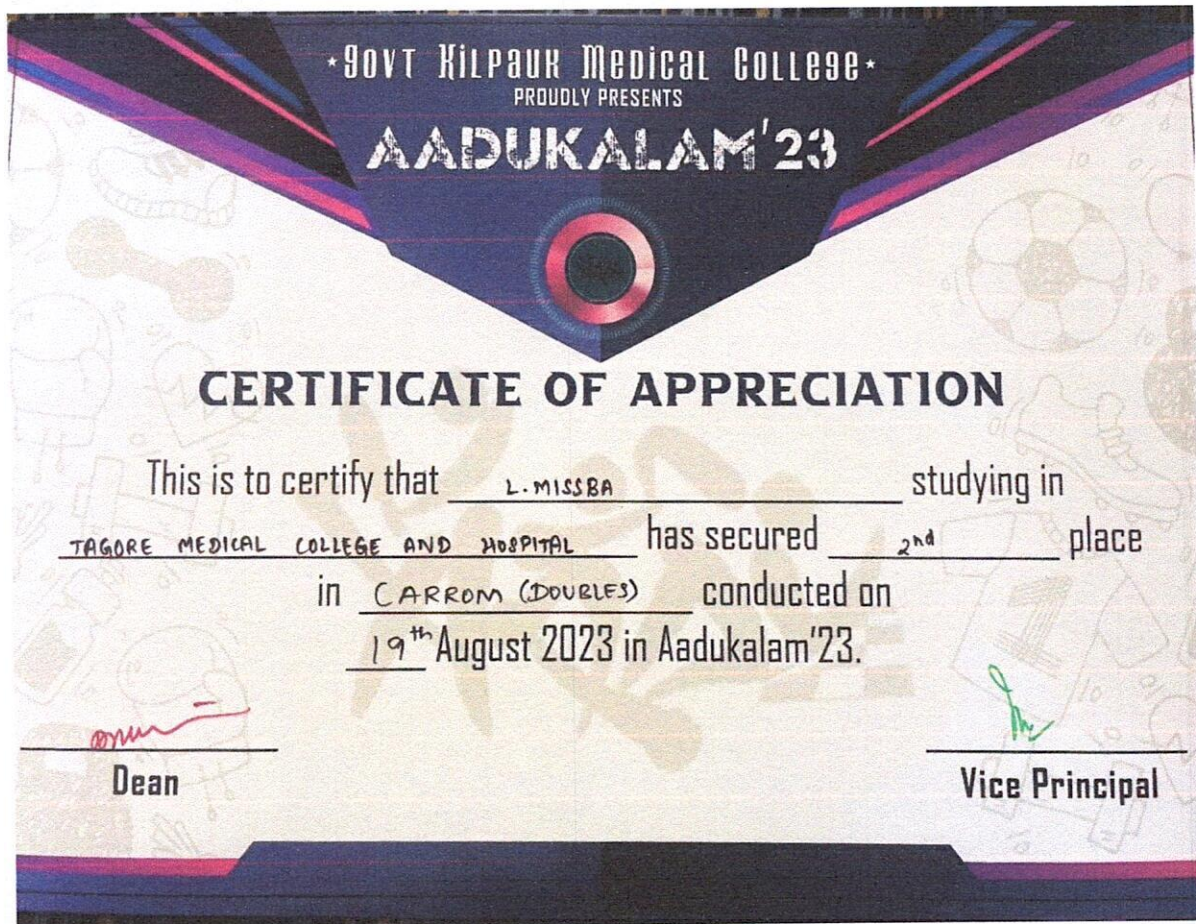 GOVT KILPAUK MEDICAL COLLEGE
PROUDLY PRESENTS
AADUKALAM'23
CERTIFICATE OF APPRECIATION
This is to certify that L.MISSBA studying in
TAGORE MEDICAL COLLEGE AND HOSPITAL has secured 2nd place
in CARROM (DOUBLES) conducted on
19th August 2023 in Aadukalam'23.
Dean
Vice Principal